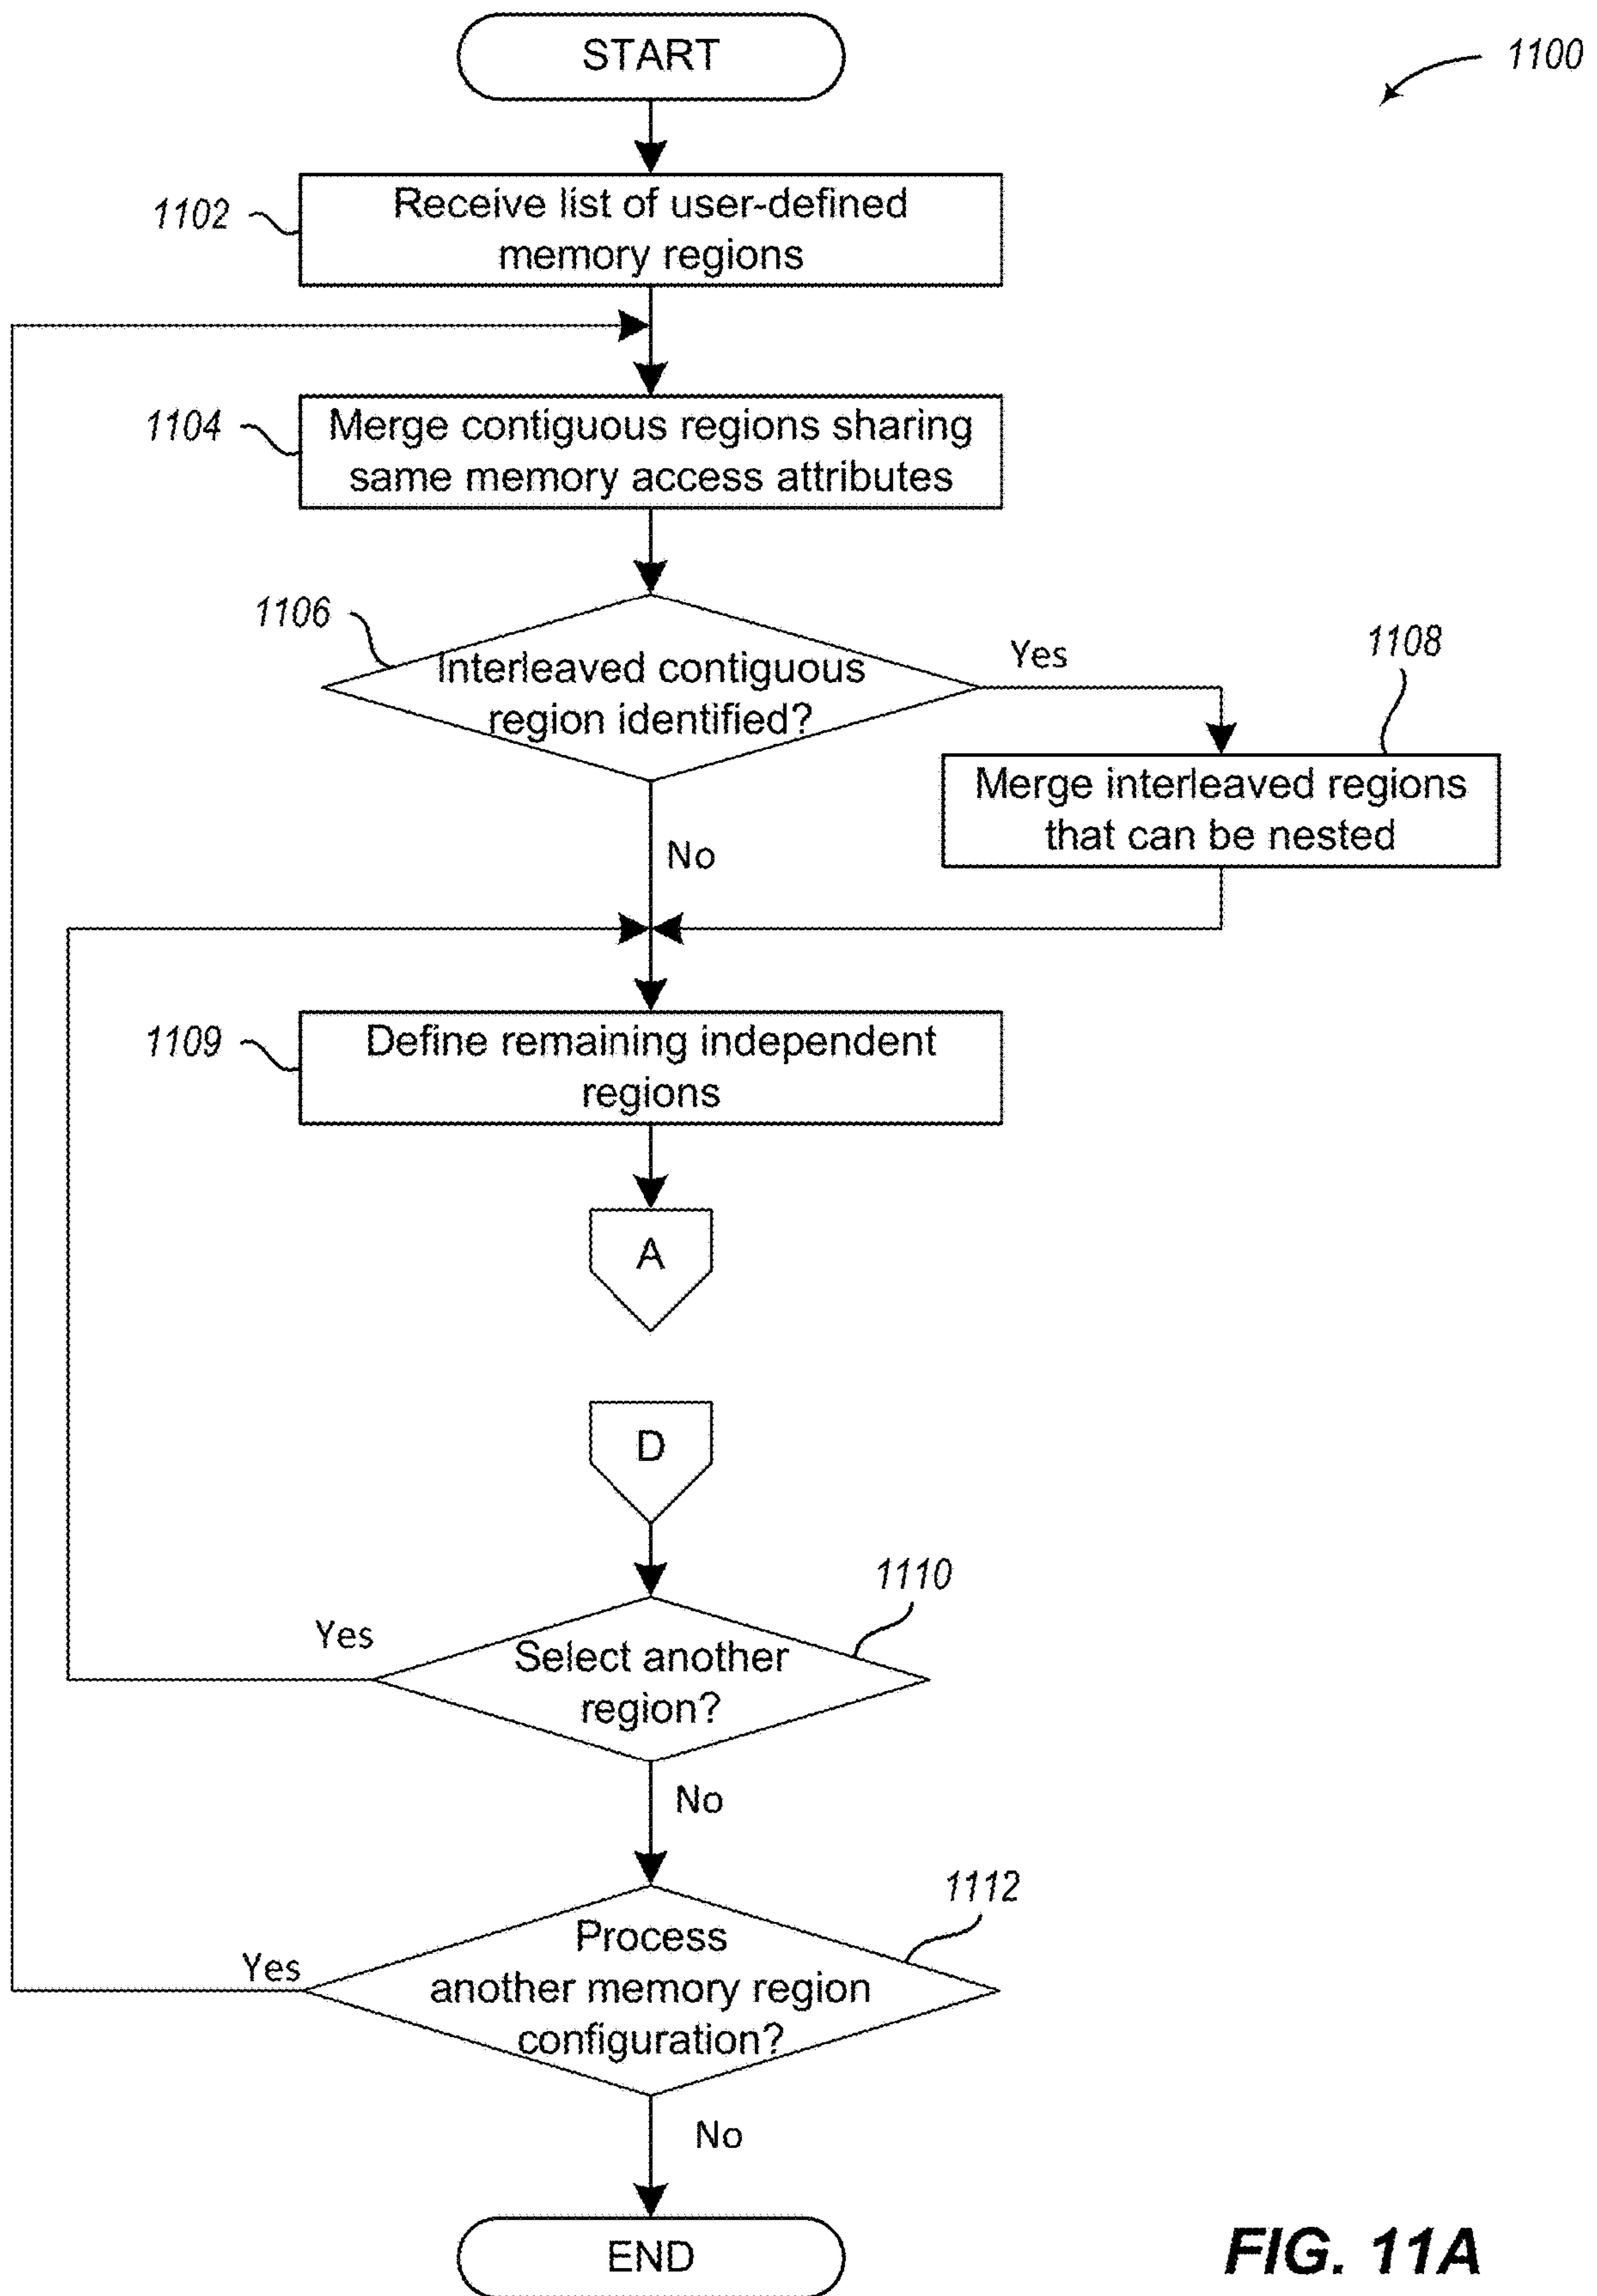 START
1100
1102
Receive list of user-defined
memory regions
1104
Merge contiguous regions sharing
same memory access attributes
1106
Interleaved contiguous
region identified?
Yes
1108
Merge interleaved regions
that can be nested
No
1109
Define remaining independent
regions
A
D
1110
Yes
Select another
region?
No
1112
Yes
Process
another memory region
configuration?
No
END
FIG. 11A